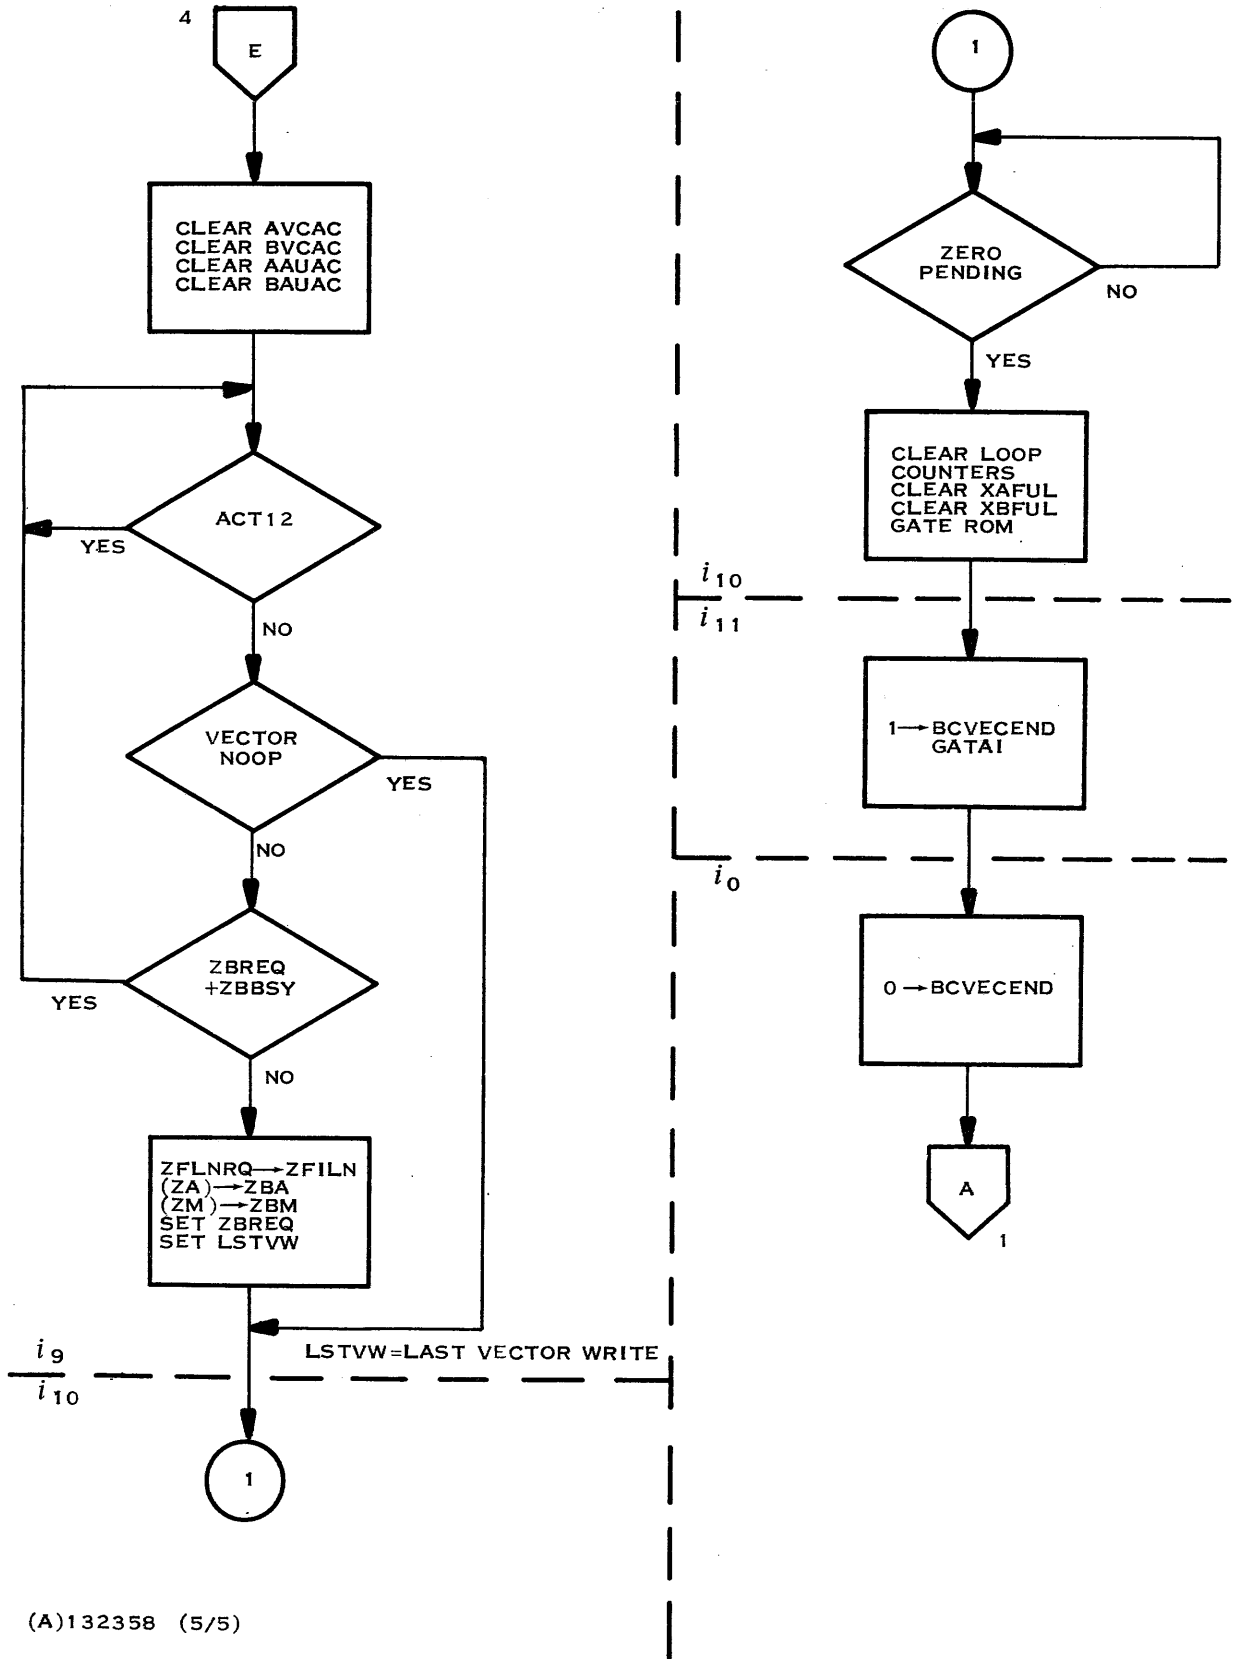 4
E
CLEAR AVCAC
CLEAR BVCAC
CLEAR AAUAC
CLEAR BAUAC
ACT12
YES
NO
VECTOR
NOOP
YES
NO
ZBREQ
+ZBBSY
YES
NO
ZFLNRQ→ZFILN
(ZA)→ZBA
(ZM)→ZBM
SET ZBREQ
SET LSTVW
LSTVW=LAST VECTOR WRITE
i9
i10
1
(A)132358 (5/5)
1
ZERO
PENDING
NO
YES
CLEAR LOOP
COUNTERS
CLEAR XAFUL
CLEAR XBFUL
GATE ROM
i10
i11
1→BCVECEND
GATAI
i0
0→BCVECEND
A
1